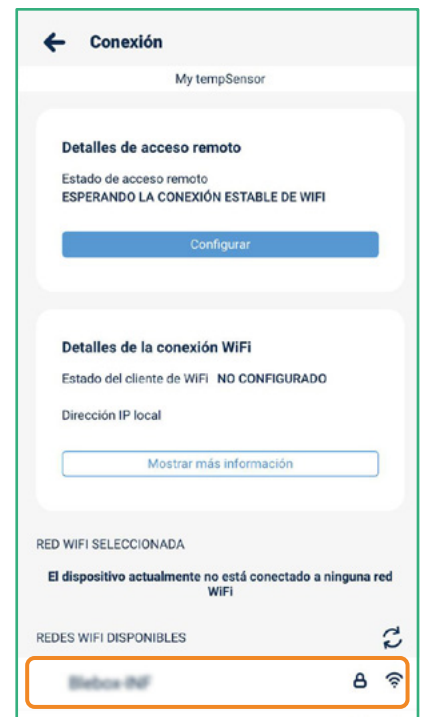 Conexión
My tempSensor
Detalles de acceso remoto
Estado de acceso remoto
ESPERANDO LA CONEXIÓN ESTABLE DE WIFI
Configurar
Detalles de la conexión WiFi
Estado del cliente de WiFi NO CONFIGURADO
Dirección IP local
Mostrar más información
RED WIFI SELECCIONADA
El dispositivo actualmente no está conectado a ninguna red
WiFi
REDES WIFI DISPONIBLES